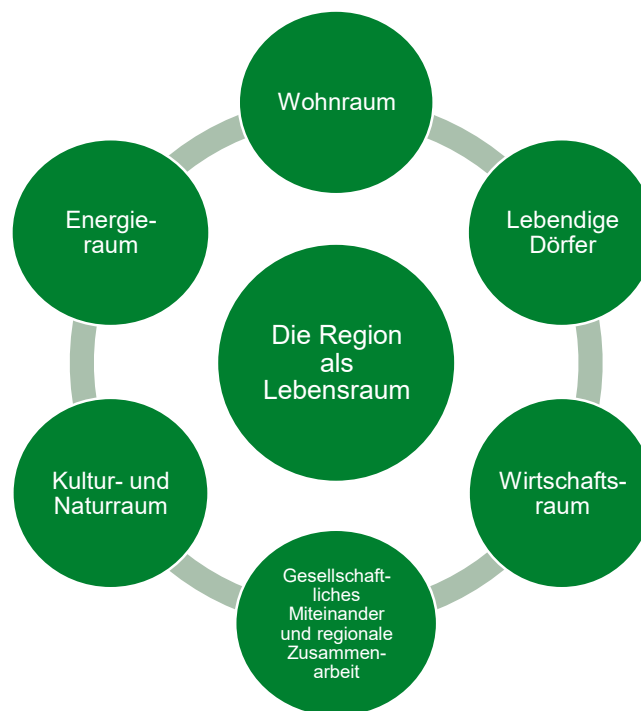 Wohnraum
Lebendige
Dörfer
Wirtschafts-
raum
Gesellschaft-
liches
Miteinander
und regionale
Zusammen-
arbeit
Kultur- und
Naturraum
Energie-
raum
Die Region
als
Lebensraum